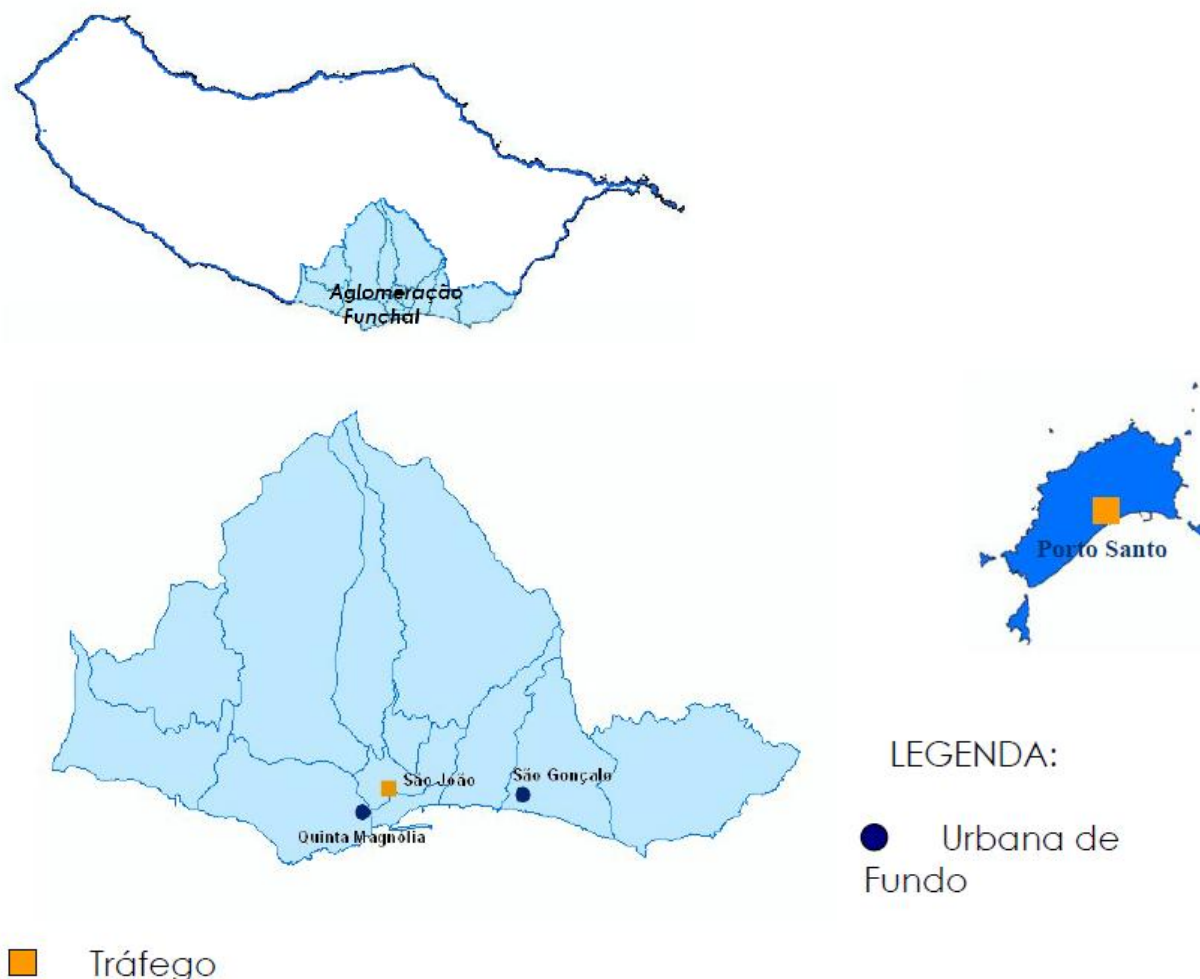 Aglomeração
Funchal
Porto Santo
São João
São Gonçalo
Quinta Magnólia
LEGENDA:
Urbana de
Fundo
Tráfego